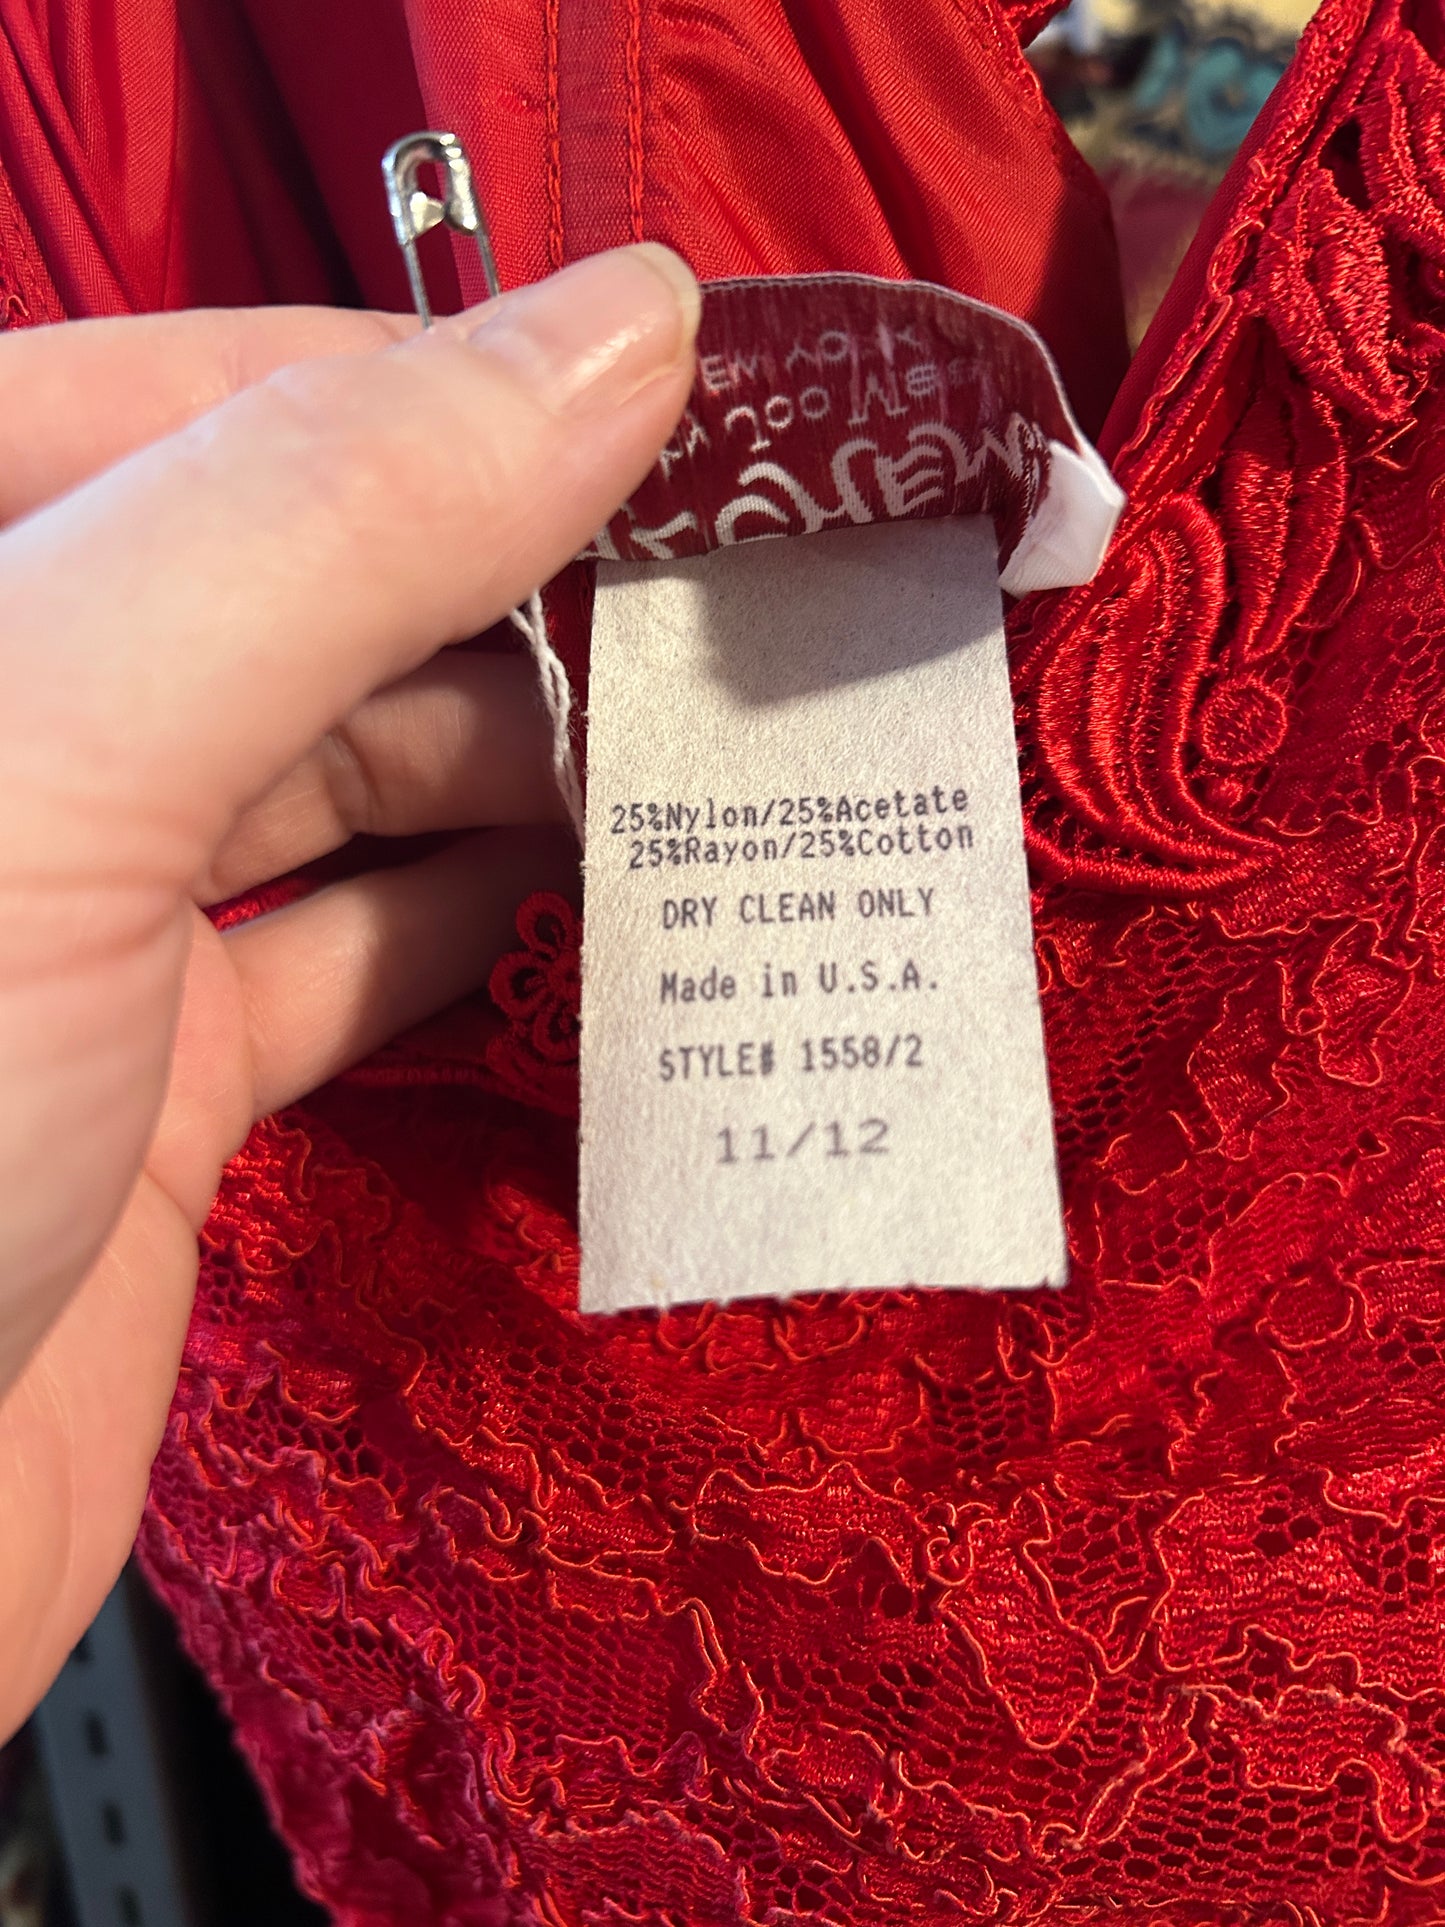 25%Nylon/25%Acetate
25%Rayon/25%Cotton
DRY CLEAN ONLY
Made in U.S.A.
STYLE# 1558/2
11/12